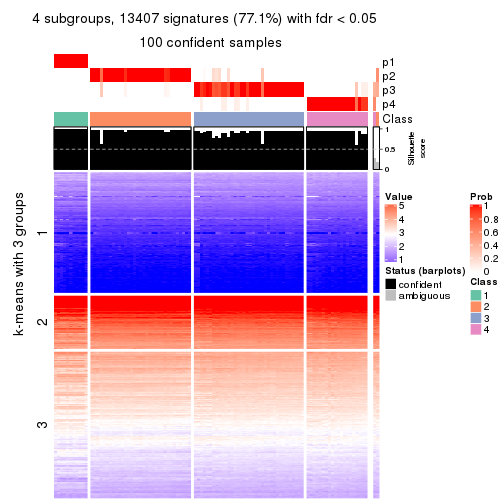 4 subgroups, 13407 signatures (77.1%) with fdr < 0.05
100 confident samples
p1
p2
p3
p4
Class
1
0.5
0
Silhouette
score
k-means with 3 groups
1
2
3
Value
5
4
3
2
1
Status (barplots)
confident
ambiguous
Prob
1
0.8
0.6
0.4
0.2
0
Class
1
2
3
4